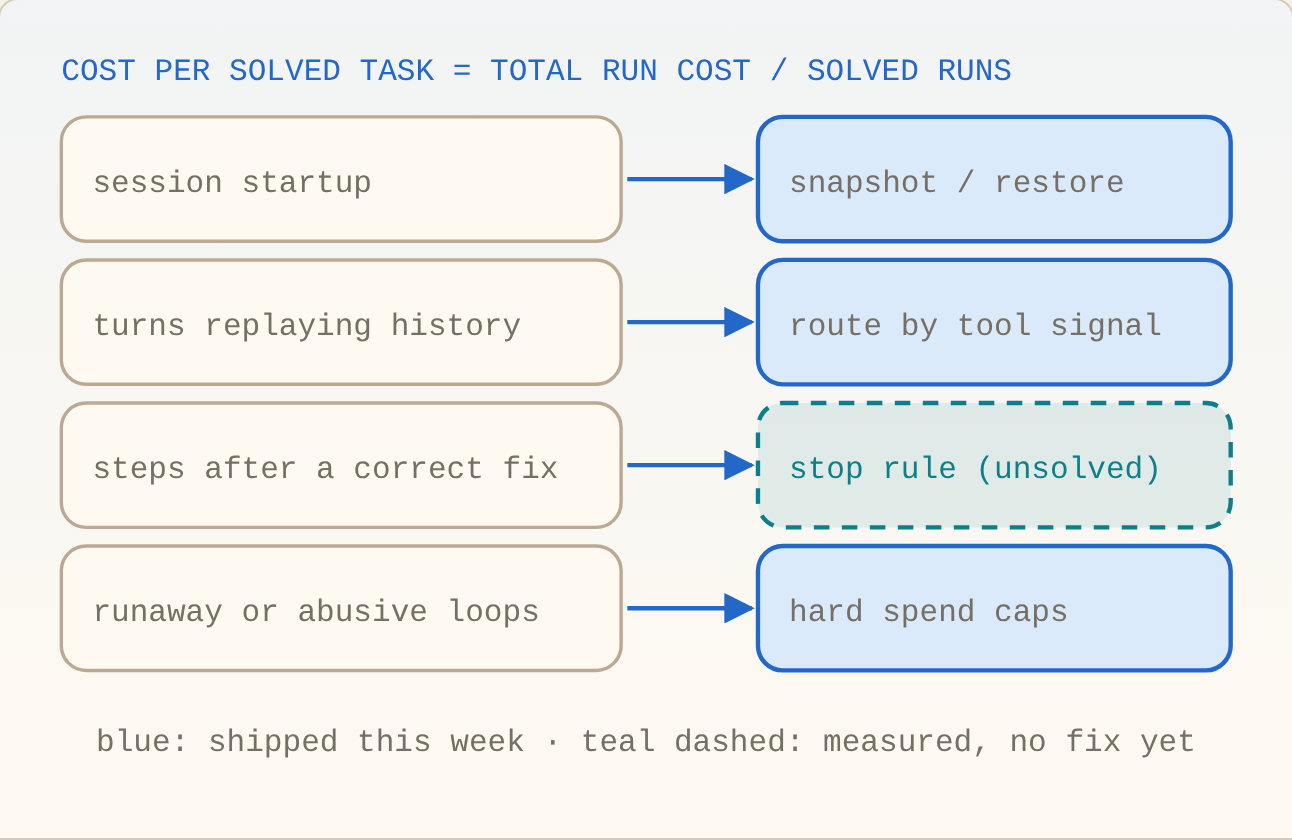 COST PER SOLVED TASK = TOTAL RUN COST / SOLVED RUNS
session startup
snapshot / restore
turns replaying history
route by tool signal
steps after a correct fix
stop rule (unsolved)
runaway or abusive loops
hard spend caps
blue: shipped this week · teal dashed: measured, no fix yet